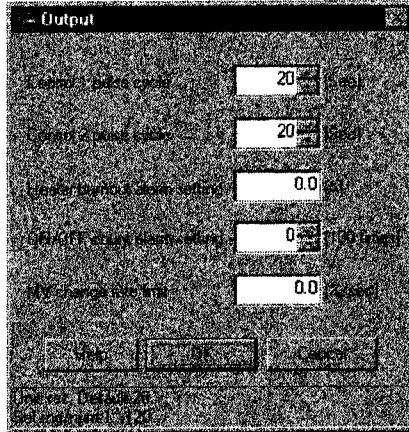 Output
Control 1 pulse cycle 20 [Sec]
Control 2 pulse cycle 20 [Sec]
Heater burnout alarm setting 0.0 [A]
ON/OFF count alarm setting 0 [100 times]
MV change rate limit 0.0 [%/sec]
Help OK Cancel
Default:20